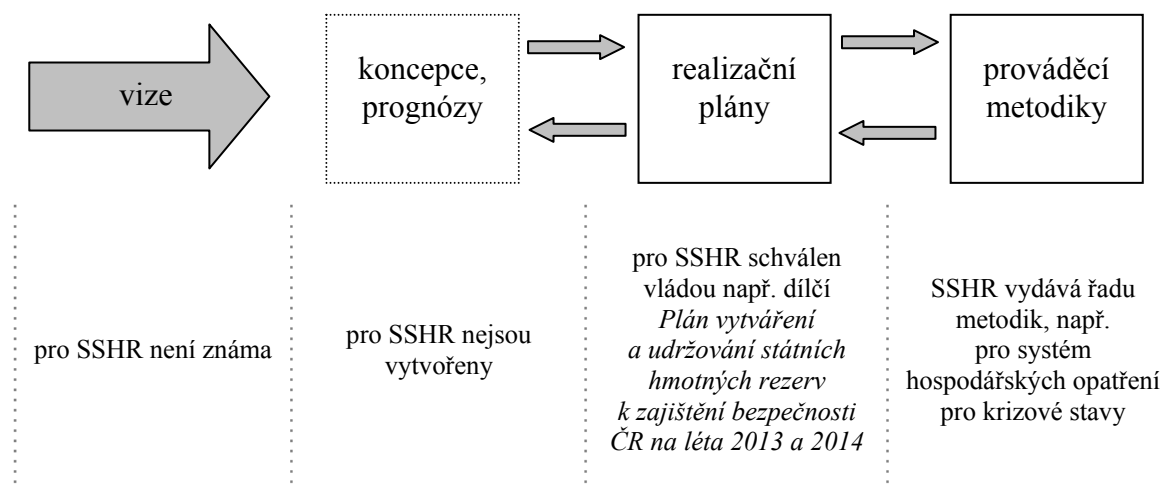 vize
koncepce,
prognózy
realizační
plány
prováděcí
metodiky
pro SSHR není známa
pro SSHR nejsou
vytvořeny
pro SSHR schválen
vládou např. dílčí
Plán vytváření
a udržování státních
hmotných rezerv
k zajištění bezpečnosti
ČR na léta 2013 a 2014
SSHR vydává řadu
metodik, např.
pro systém
hospodářských opatření
pro krizové stavy